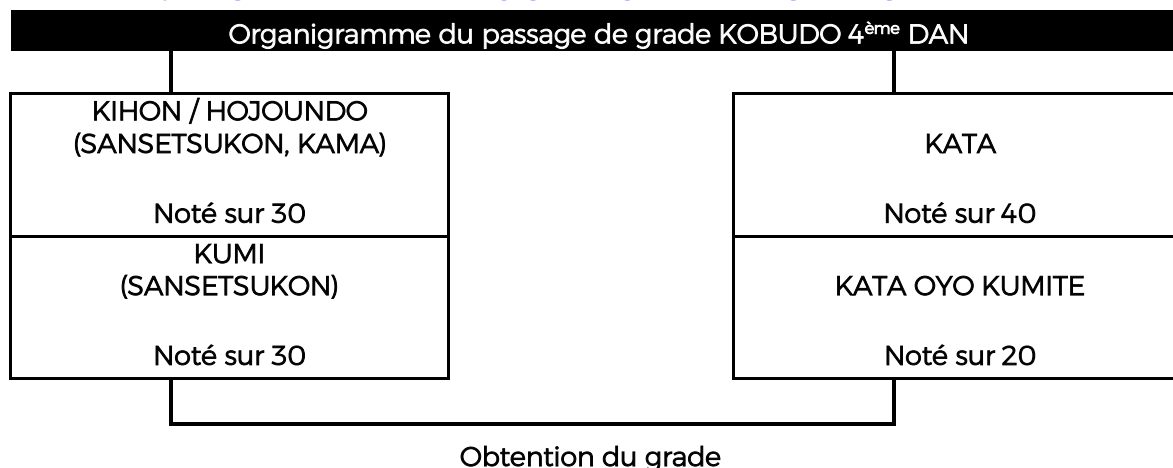 Organigramme du passage de grade KOBUDO 4ème DAN
KIHON / HOJOUNDO
(SANSETSUKON, KAMA)
Noté sur 30
KUMI
(SANSETSUKON)
Noté sur 30
KATA
Noté sur 40
KATA OYO KUMITE
Noté sur 20
Obtention du grade